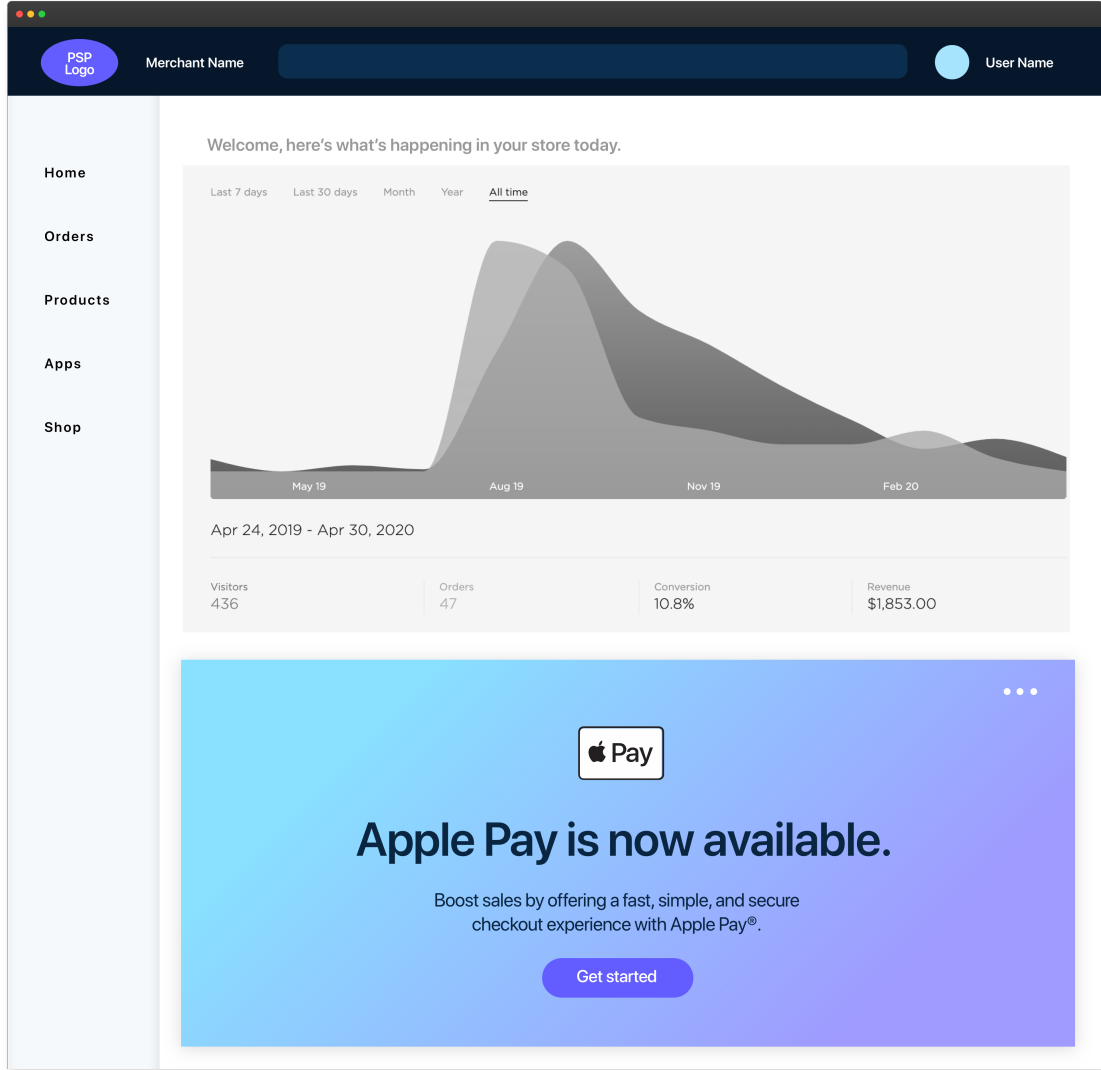 PSP
Logo
Merchant Name
User Name
Home
Orders
Products
Apps
Shop
Welcome, here’s what’s happening in your store today.
Last 7 days Last 30 days Month Year All time
May 19 Aug 19 Nov 19 Feb 20
Apr 24, 2019 - Apr 30, 2020
Visitors Orders Conversion Revenue
436 47 10.8% $1,853.00
Pay
Apple Pay is now available.
Boost sales by offering a fast, simple, and secure
checkout experience with Apple Pay®.
Get started